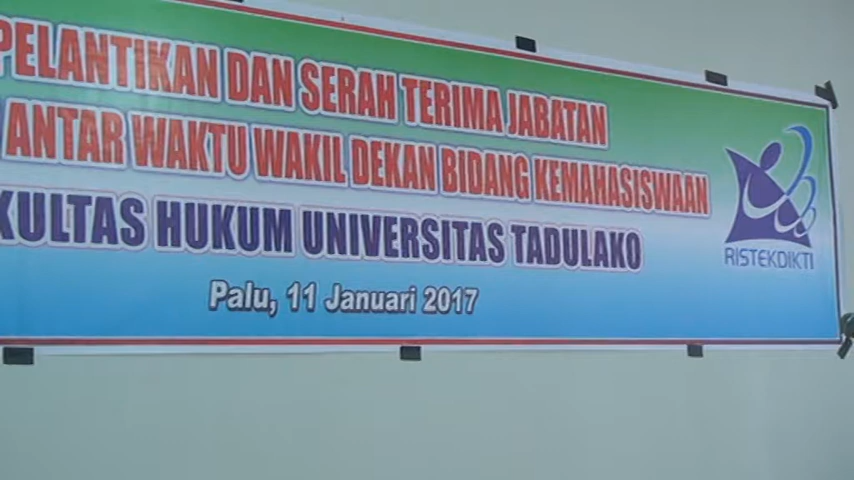 PELANTIKAN DAN SERAH TERIMA JABATAN
ANTAR WAKTU WAKIL DEKAN BIDANG KEMAHASISWAAN
KULTAS HUKUM UNIVERSITAS TADULAKO
Palu, 11 Januari 2017
RISTEKDIKTI